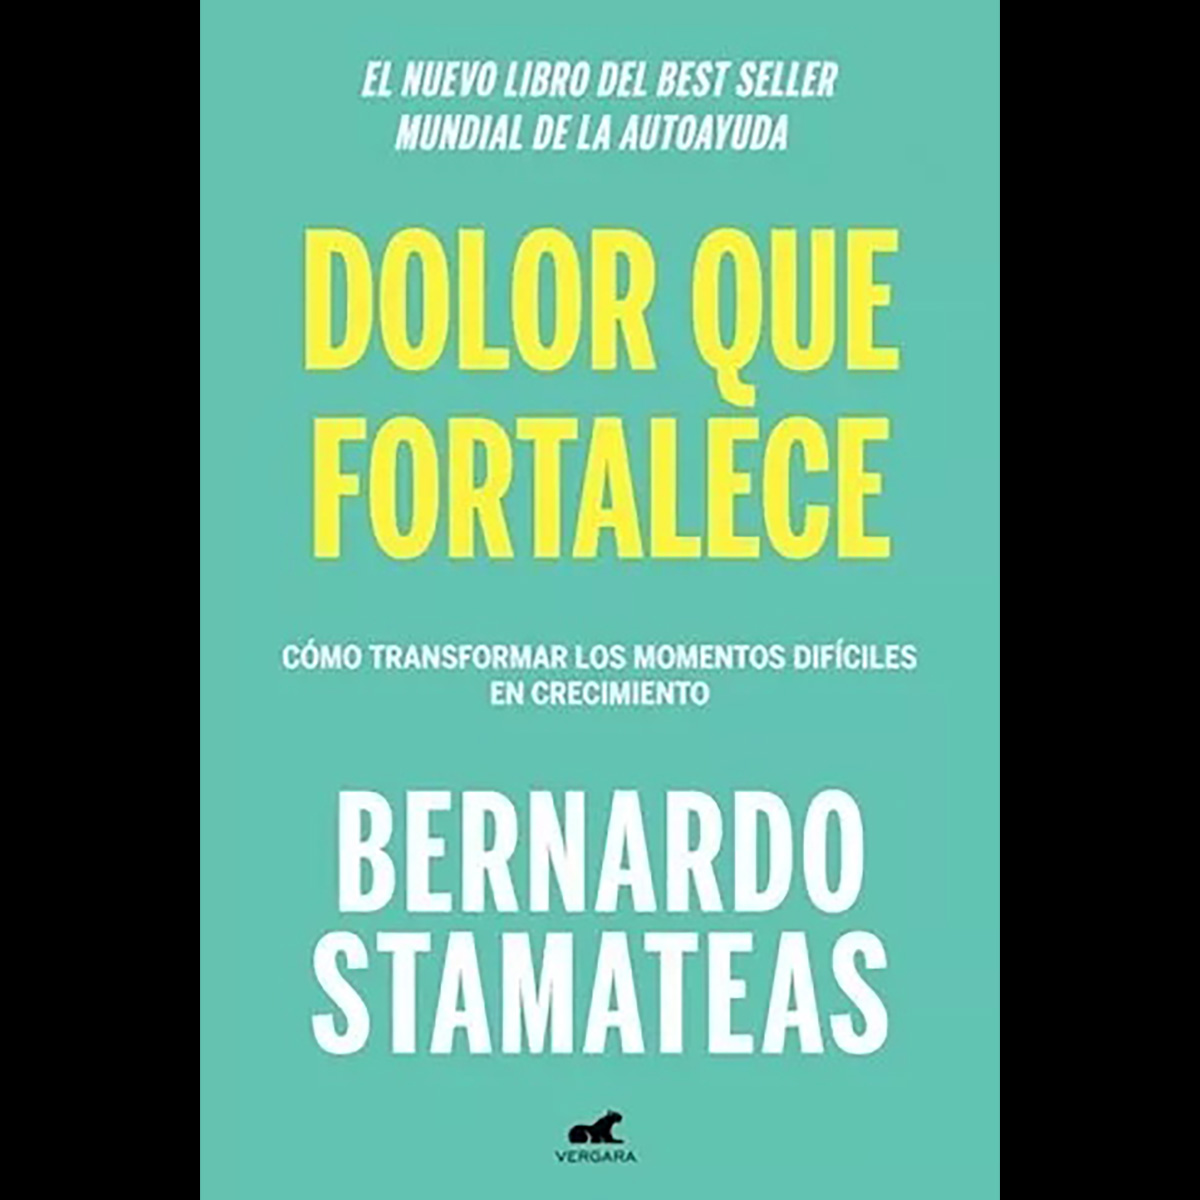 EL NUEVO LIBRO DEL BEST SELLER
MUNDIAL DE LA AUTOAYUDA
DOLOR QUE
FORTALECE
CÓMO TRANSFORMAR LOS MOMENTOS DIFÍCILES
EN CRECIMIENTO
BERNARDO
STAMATEAS
VERGARA